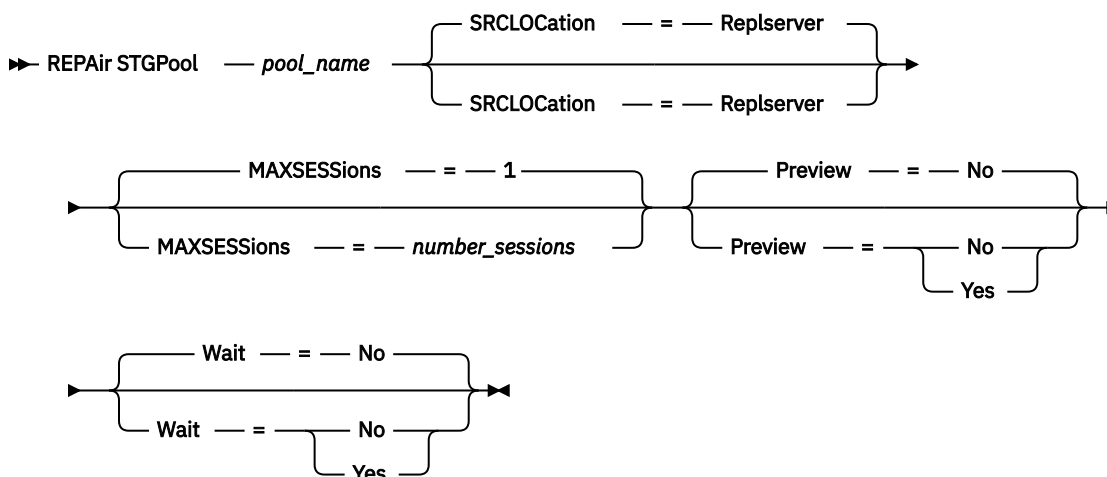 SRCLOCation = Replserver
REPAir STGPool pool_name
SRCLOCation = Replserver
MAXSESSions = 1
Preview = No
MAXSESSions = number_sessions
Preview = No
Yes
Wait = No
Wait = No
Yes